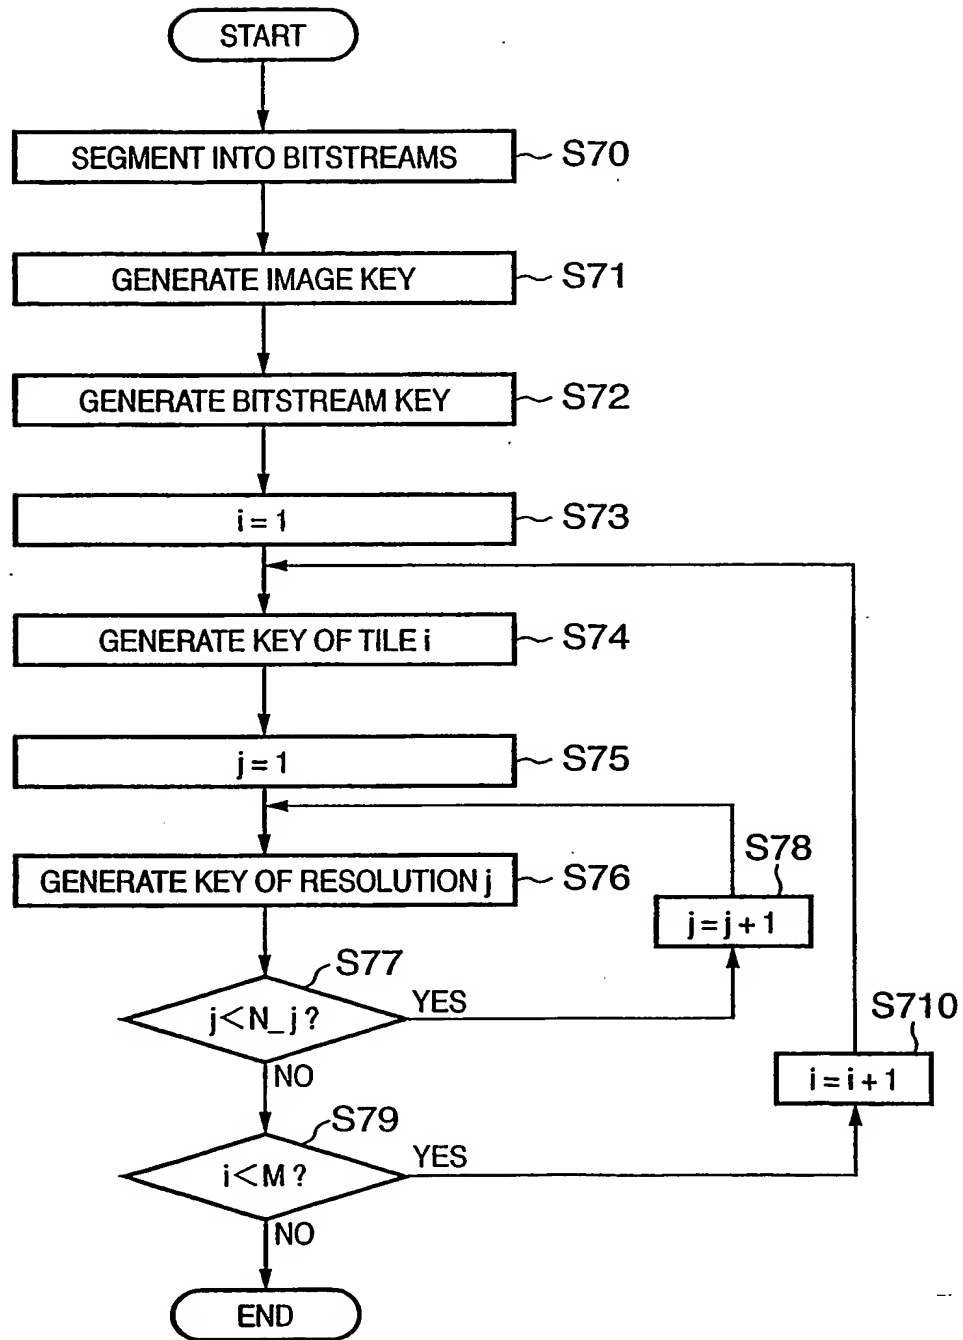 START
SEGMENT INTO BITSTREAMS
S70
GENERATE IMAGE KEY
S71
GENERATE BITSTREAM KEY
S72
i = 1
S73
GENERATE KEY OF TILE i
S74
j = 1
S75
GENERATE KEY OF RESOLUTION j
S76
S78
j = j + 1
S77
j < N_j ?
YES
NO
S710
i = i + 1
S79
i < M ?
YES
NO
END